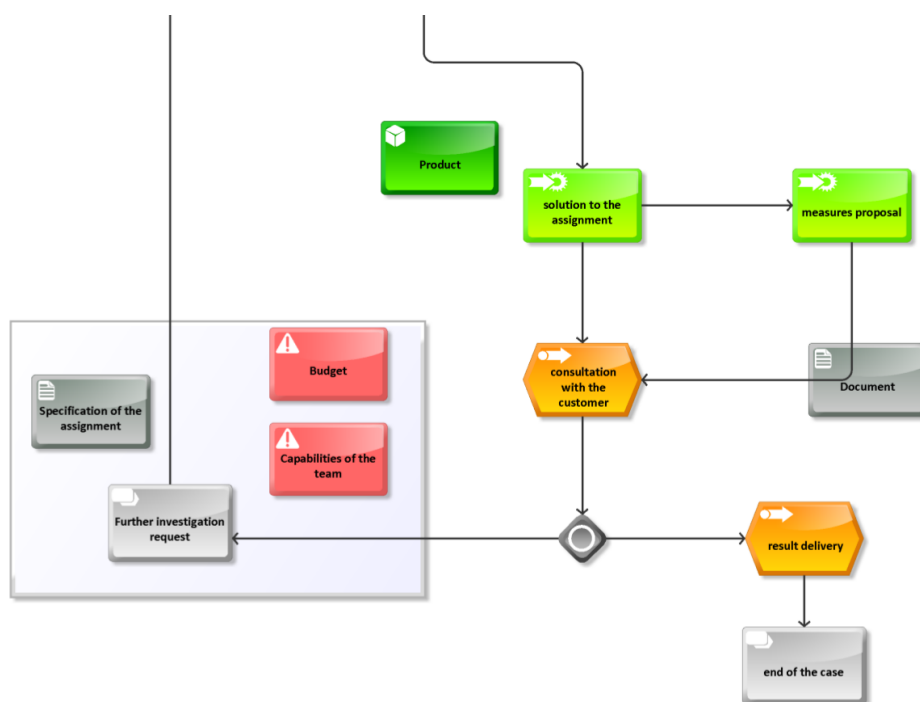 Product
solution to the
assignment
measures proposal
Budget
consultation
with the
customer
Document
Specification of the
assignment
Capabilities of the
team
Further investigation
request
result delivery
end of the case